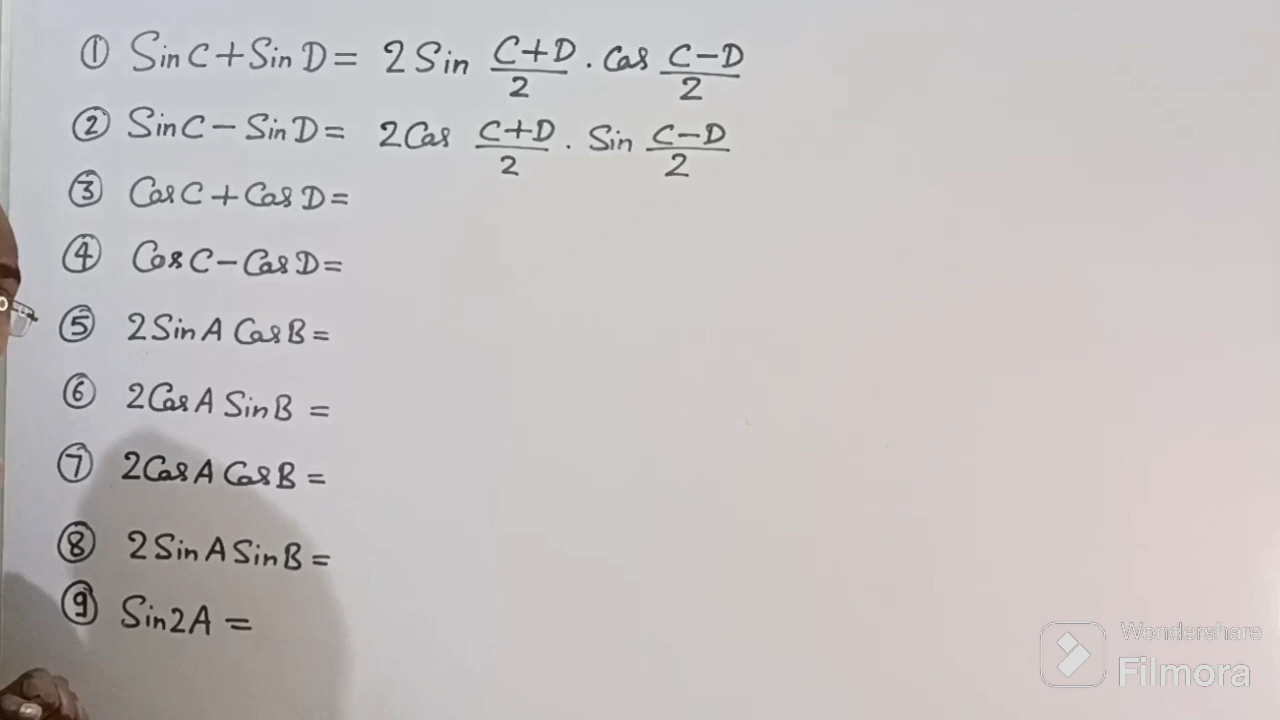 ① Sin C + Sin D = 2 Sin (C+D)/2 . Cos (C-D)/2
② Sin C - Sin D = 2 Cos (C+D)/2 . Sin (C-D)/2
③ Cos C + Cos D =
④ Cos C - Cos D =
⑤ 2 Sin A Cos B =
⑥ 2 Cos A Sin B =
⑦ 2 Cos A Cos B =
⑧ 2 Sin A Sin B =
⑨ Sin 2A =
Wondershare
Filmora